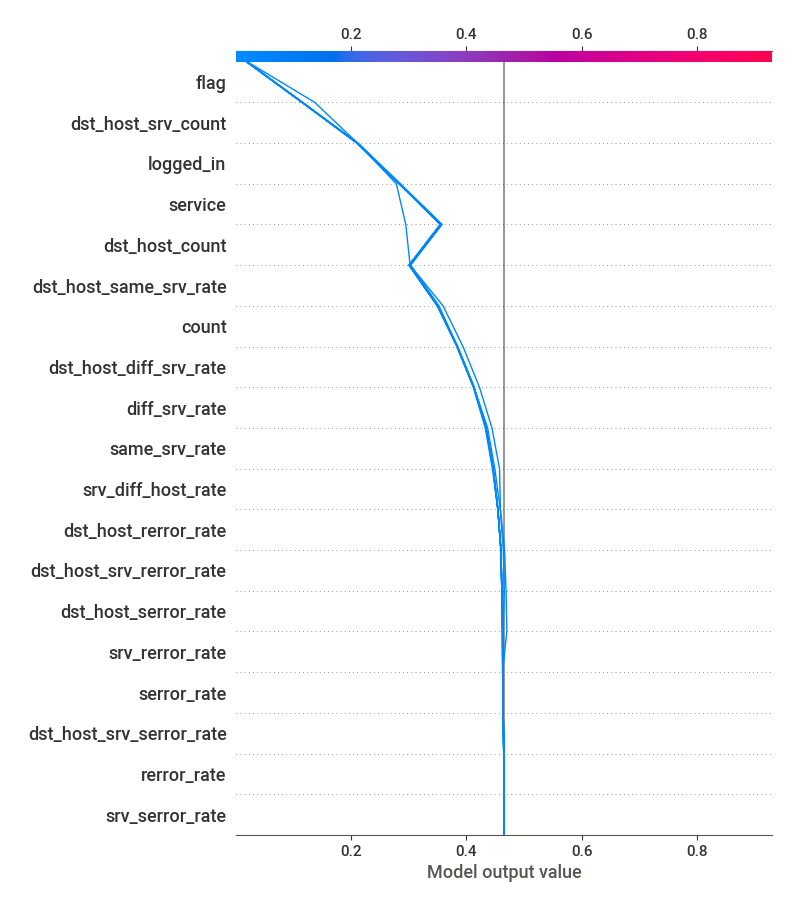 0.2 0.4 0.6 0.8
flag
dst_host_srv_count
logged_in
service
dst_host_count
dst_host_same_srv_rate
count
dst_host_diff_srv_rate
diff_srv_rate
same_srv_rate
srv_diff_host_rate
dst_host_rerror_rate
dst_host_srv_rerror_rate
dst_host_serror_rate
srv_rerror_rate
serror_rate
dst_host_srv_serror_rate
rerror_rate
srv_serror_rate
0.2 0.4 0.6 0.8
Model output value